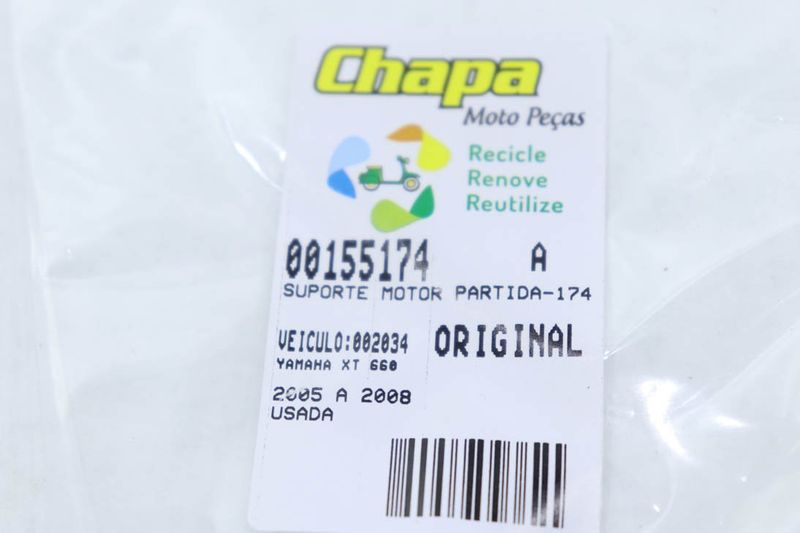 Chapa
Moto Peças
Recicle
Renove
Reutilize
00155174 A
SUPORTE MOTOR PARTIDA-174
VEICULO:002034 ORIGINAL
YAMAHA XT 660
2005 A 2008
USADA